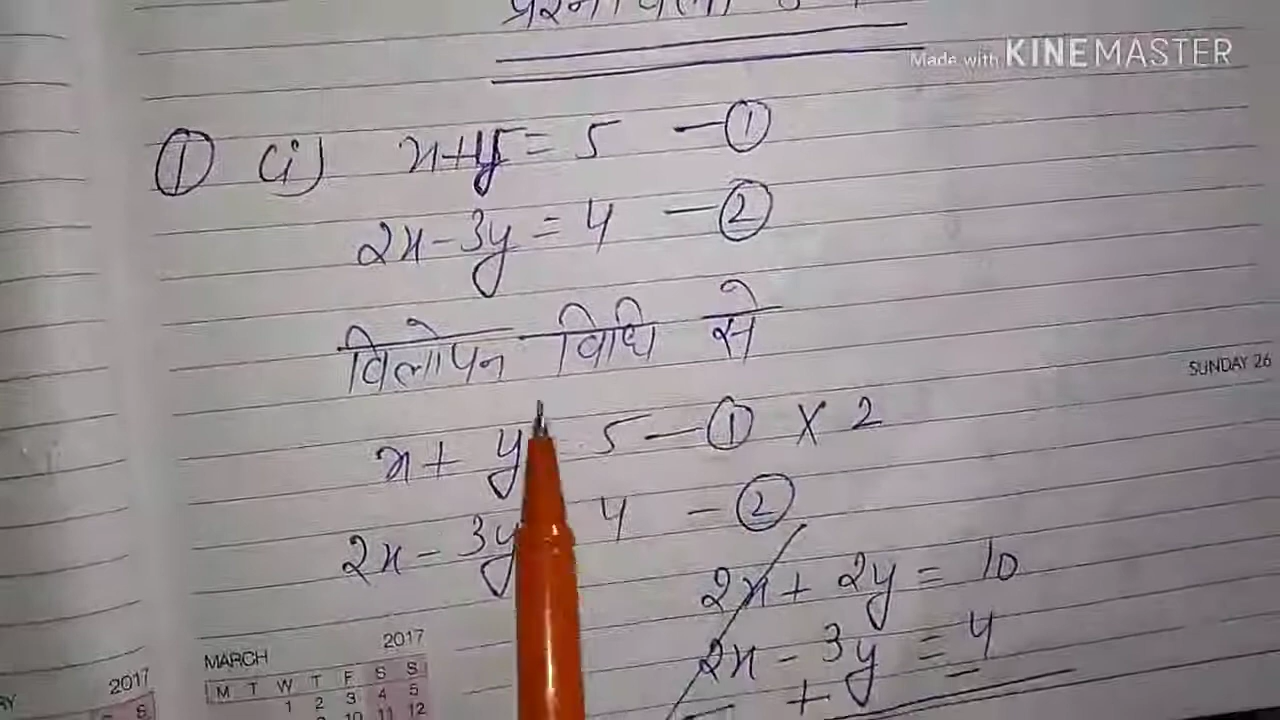 Made with KINEMASTER
① (i) x+y = 5 —①
2x-3y = 4 —②
विलोपन विधि से
SUNDAY 26
x + y 5 —① X 2
2x - 3y 4 -②
2x + 2y = 10
2x - 3y = 4
- + -
MARCH 2017
M T W T F S S
1 2 3 4 5
10 11 12
2017
S